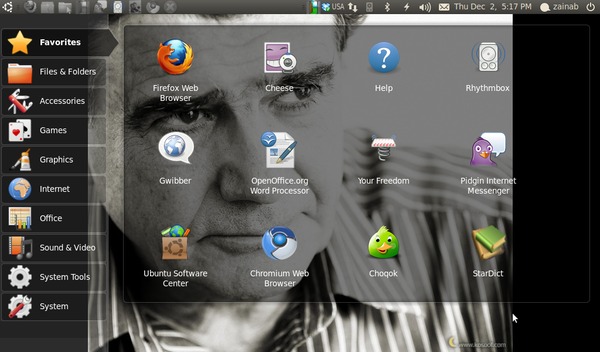 USA
Thu Dec 2, 5:17 PM
zainab
Favorites
Files & Folders
Accessories
Games
Graphics
Internet
Office
Sound & Video
System Tools
System
Firefox Web
Browser
Cheese
Help
Rhythmbox
Gwibber
OpenOffice.org
Word Processor
Your Freedom
Pidgin Internet
Messenger
Ubuntu Software
Center
Chromium Web
Browser
Choqok
StarDict